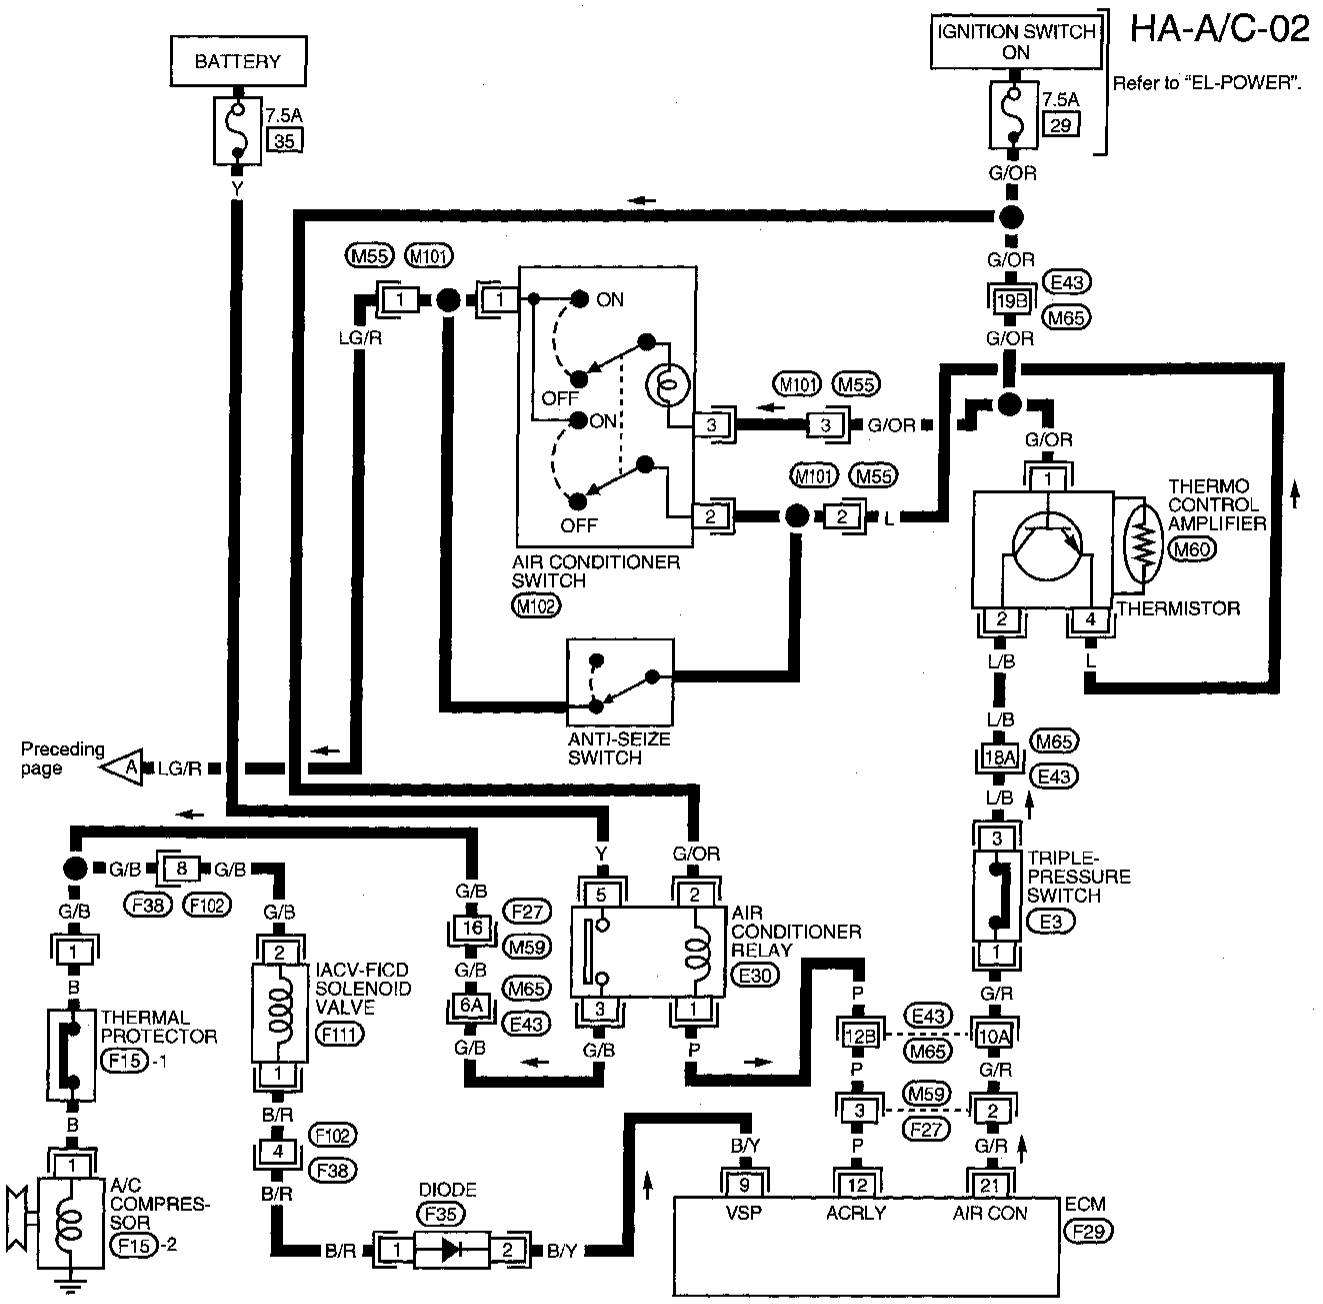 HA-A/C-02
Refer to "EL-POWER".
BATTERY
7.5A
35
Y
IGNITION SWITCH
ON
7.5A
29
G/OR
G/OR
19B
E43
M65
G/OR
M55
M101
1
1
LG/R
ON
OFF
ON
OFF
3
M101
M55
3
G/OR
2
M101
M55
2
L
AIR CONDITIONER
SWITCH
M102
G/OR
1
THERMO
CONTROL
AMPLIFIER
M60
THERMISTOR
2
4
L/B
L
ANTI-SEIZE
SWITCH
L/B
18A
M65
E43
L/B
Preceding
page
A
LG/R
3
TRIPLE-
PRESSURE
SWITCH
E3
1
Y
G/OR
5
2
AIR
CONDITIONER
RELAY
E30
3
1
G/B
P
G/B
8
G/B
F38
F102
G/B
1
B
THERMAL
PROTECTOR
F15 -1
B
1
A/C
COMPRES-
SOR
F15 -2
G/B
2
IACV-FICD
SOLENOID
VALVE
F111
1
B/R
4
F102
F38
B/R
G/B
16
F27
M59
G/B
6A
M65
E43
G/B
P
12B
E43
M65
10A
G/R
P
G/R
3
M59
F27
2
P
G/R
B/R
1
DIODE
F35
2
B/Y
B/Y
9
12
21
VSP
ACRLY
AIR CON
ECM
F29